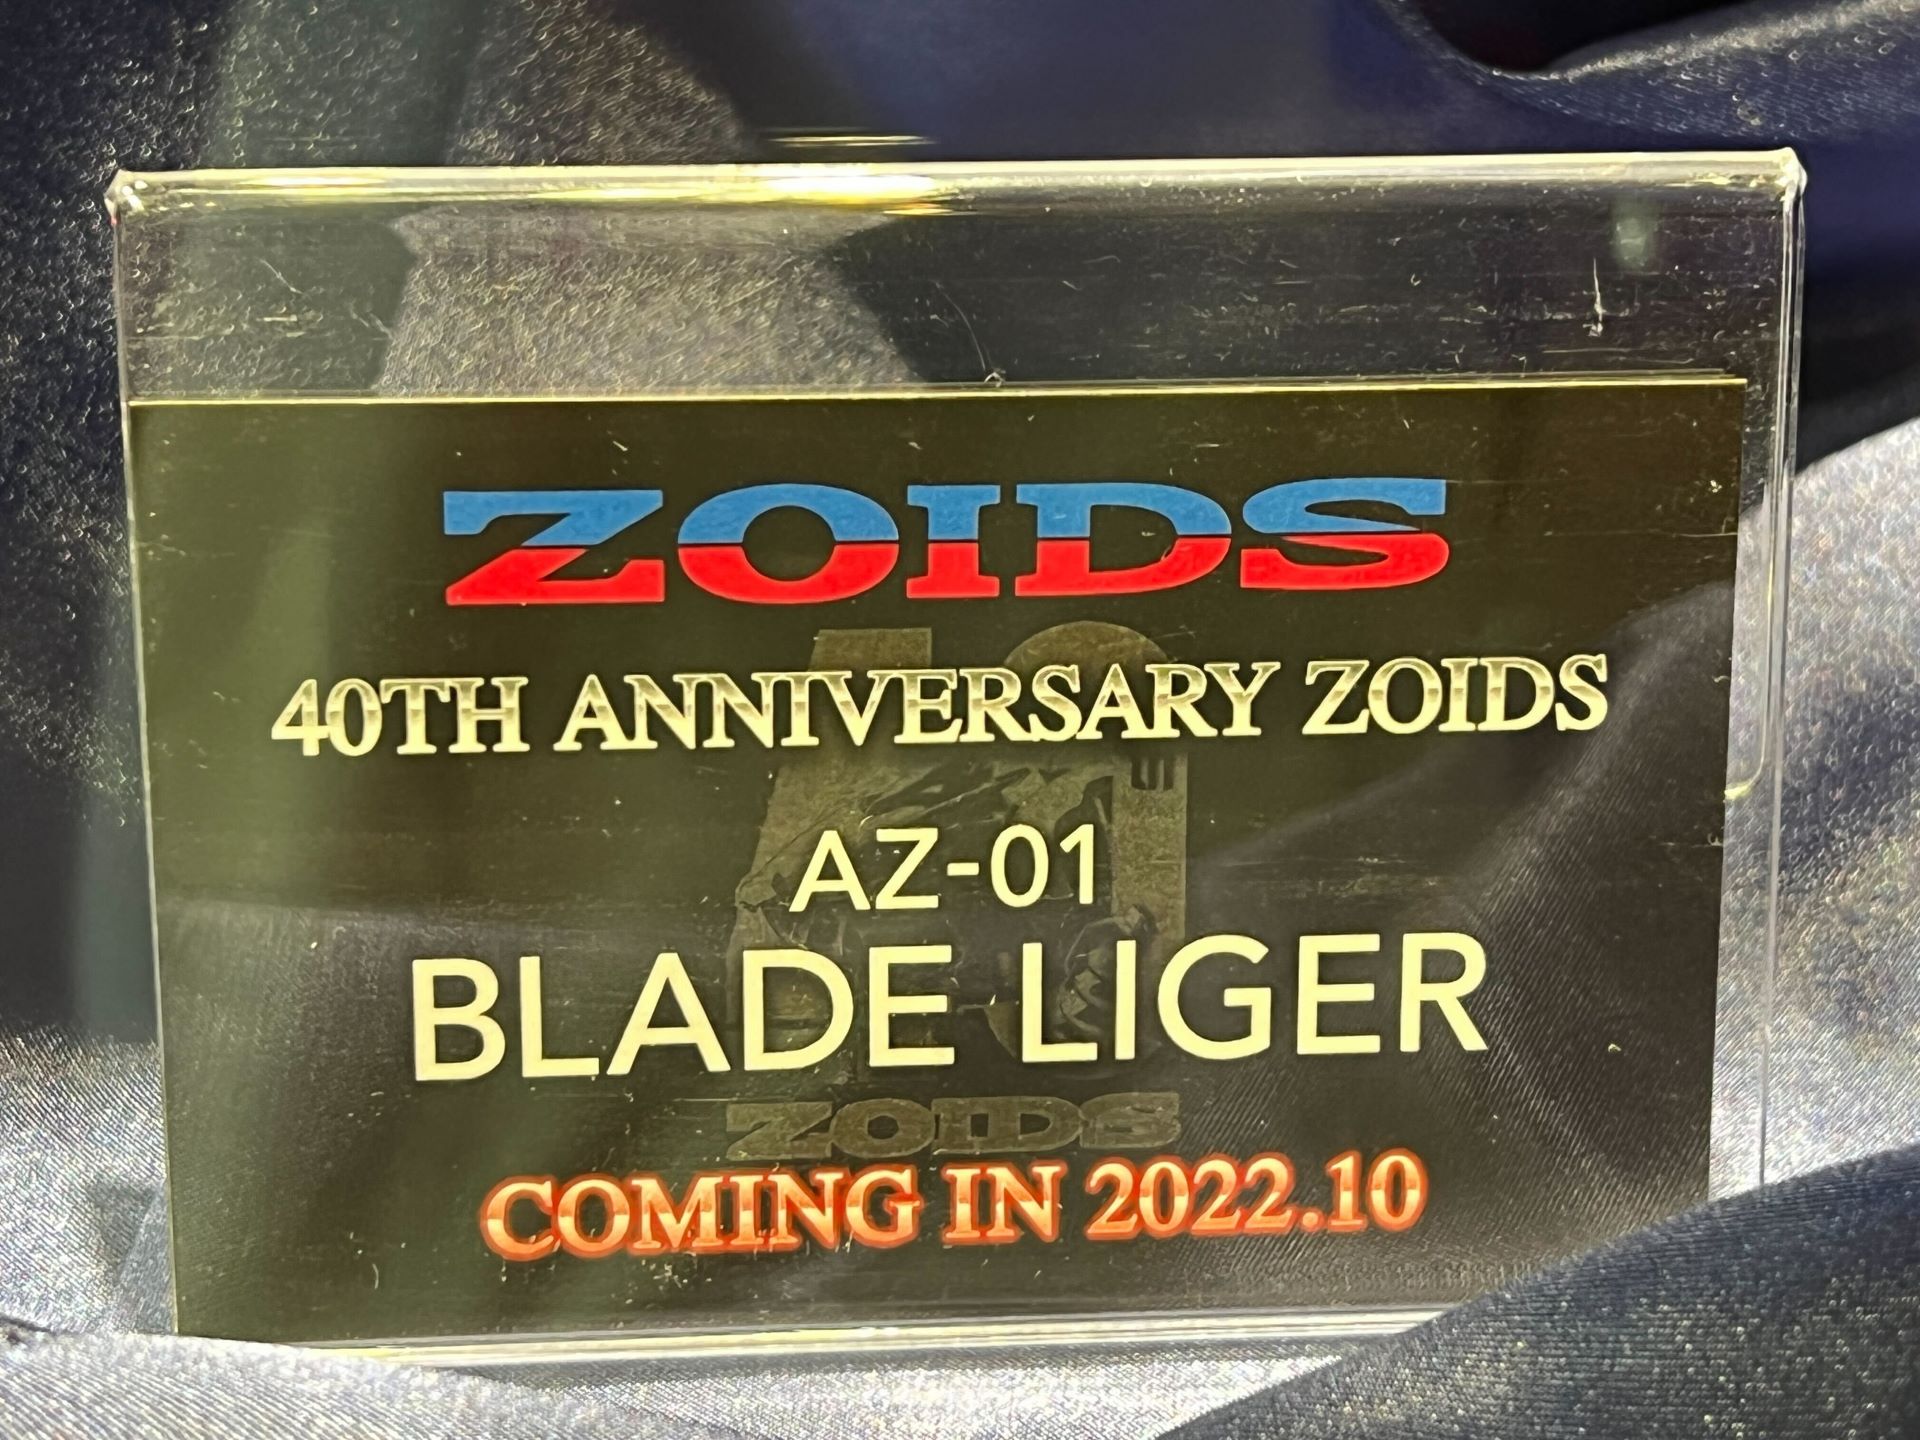 ZOIDS
40TH ANNIVERSARY ZOIDS
AZ-01
BLADE LIGER
ZOIDS
COMING IN 2022.10